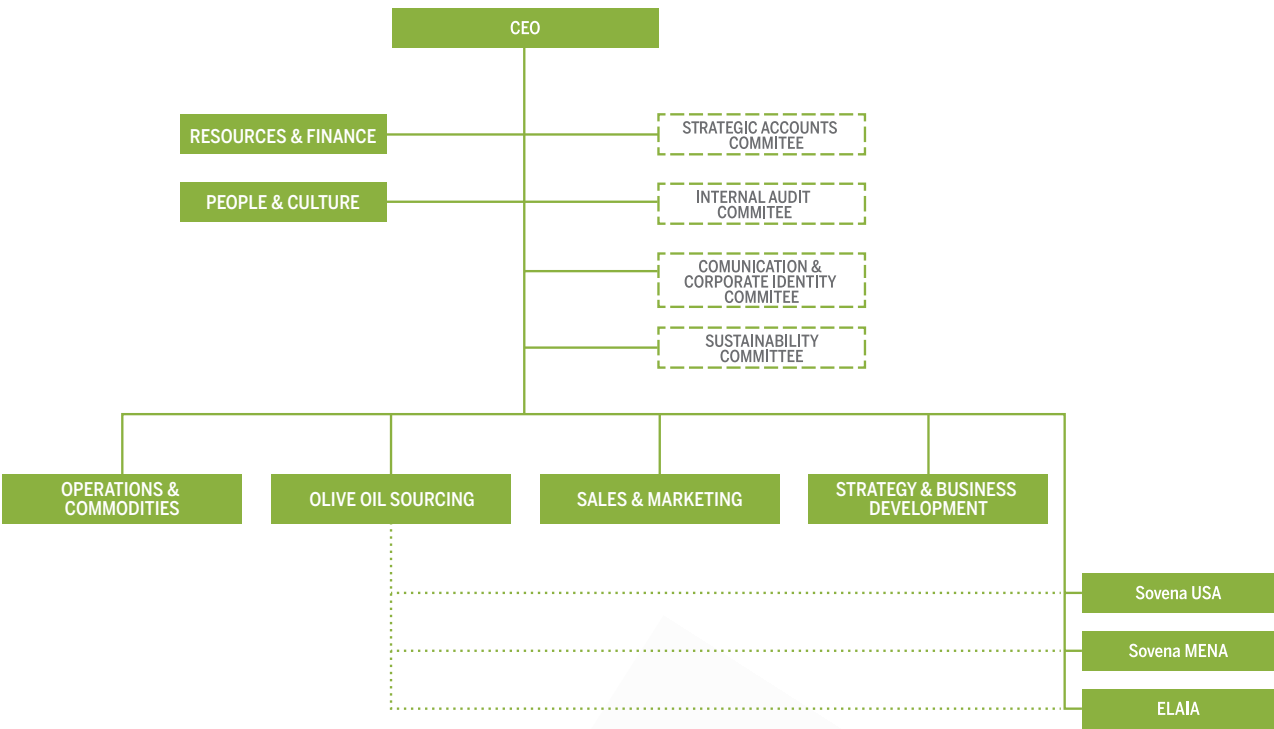 CEO
RESOURCES & FINANCE
STRATEGIC ACCOUNTS
COMMITEE
PEOPLE & CULTURE
INTERNAL AUDIT
COMMITEE
COMUNICATION &
CORPORATE IDENTITY
COMMITEE
SUSTAINABILITY
COMMITTEE
OPERATIONS &
COMMODITIES
OLIVE OIL SOURCING
SALES & MARKETING
STRATEGY & BUSINESS
DEVELOPMENT
Sovena USA
Sovena MENA
ELAIA